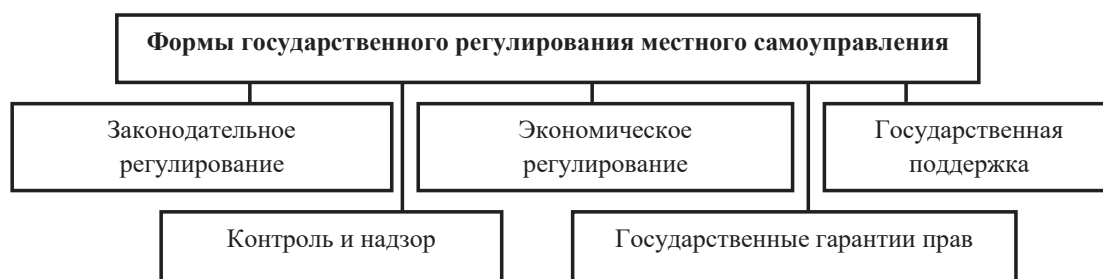 Формы государственного регулирования местного самоуправления
Законодательное
регулирование
Экономическое
регулирование
Государственная
поддержка
Контроль и надзор
Государственные гарантии прав